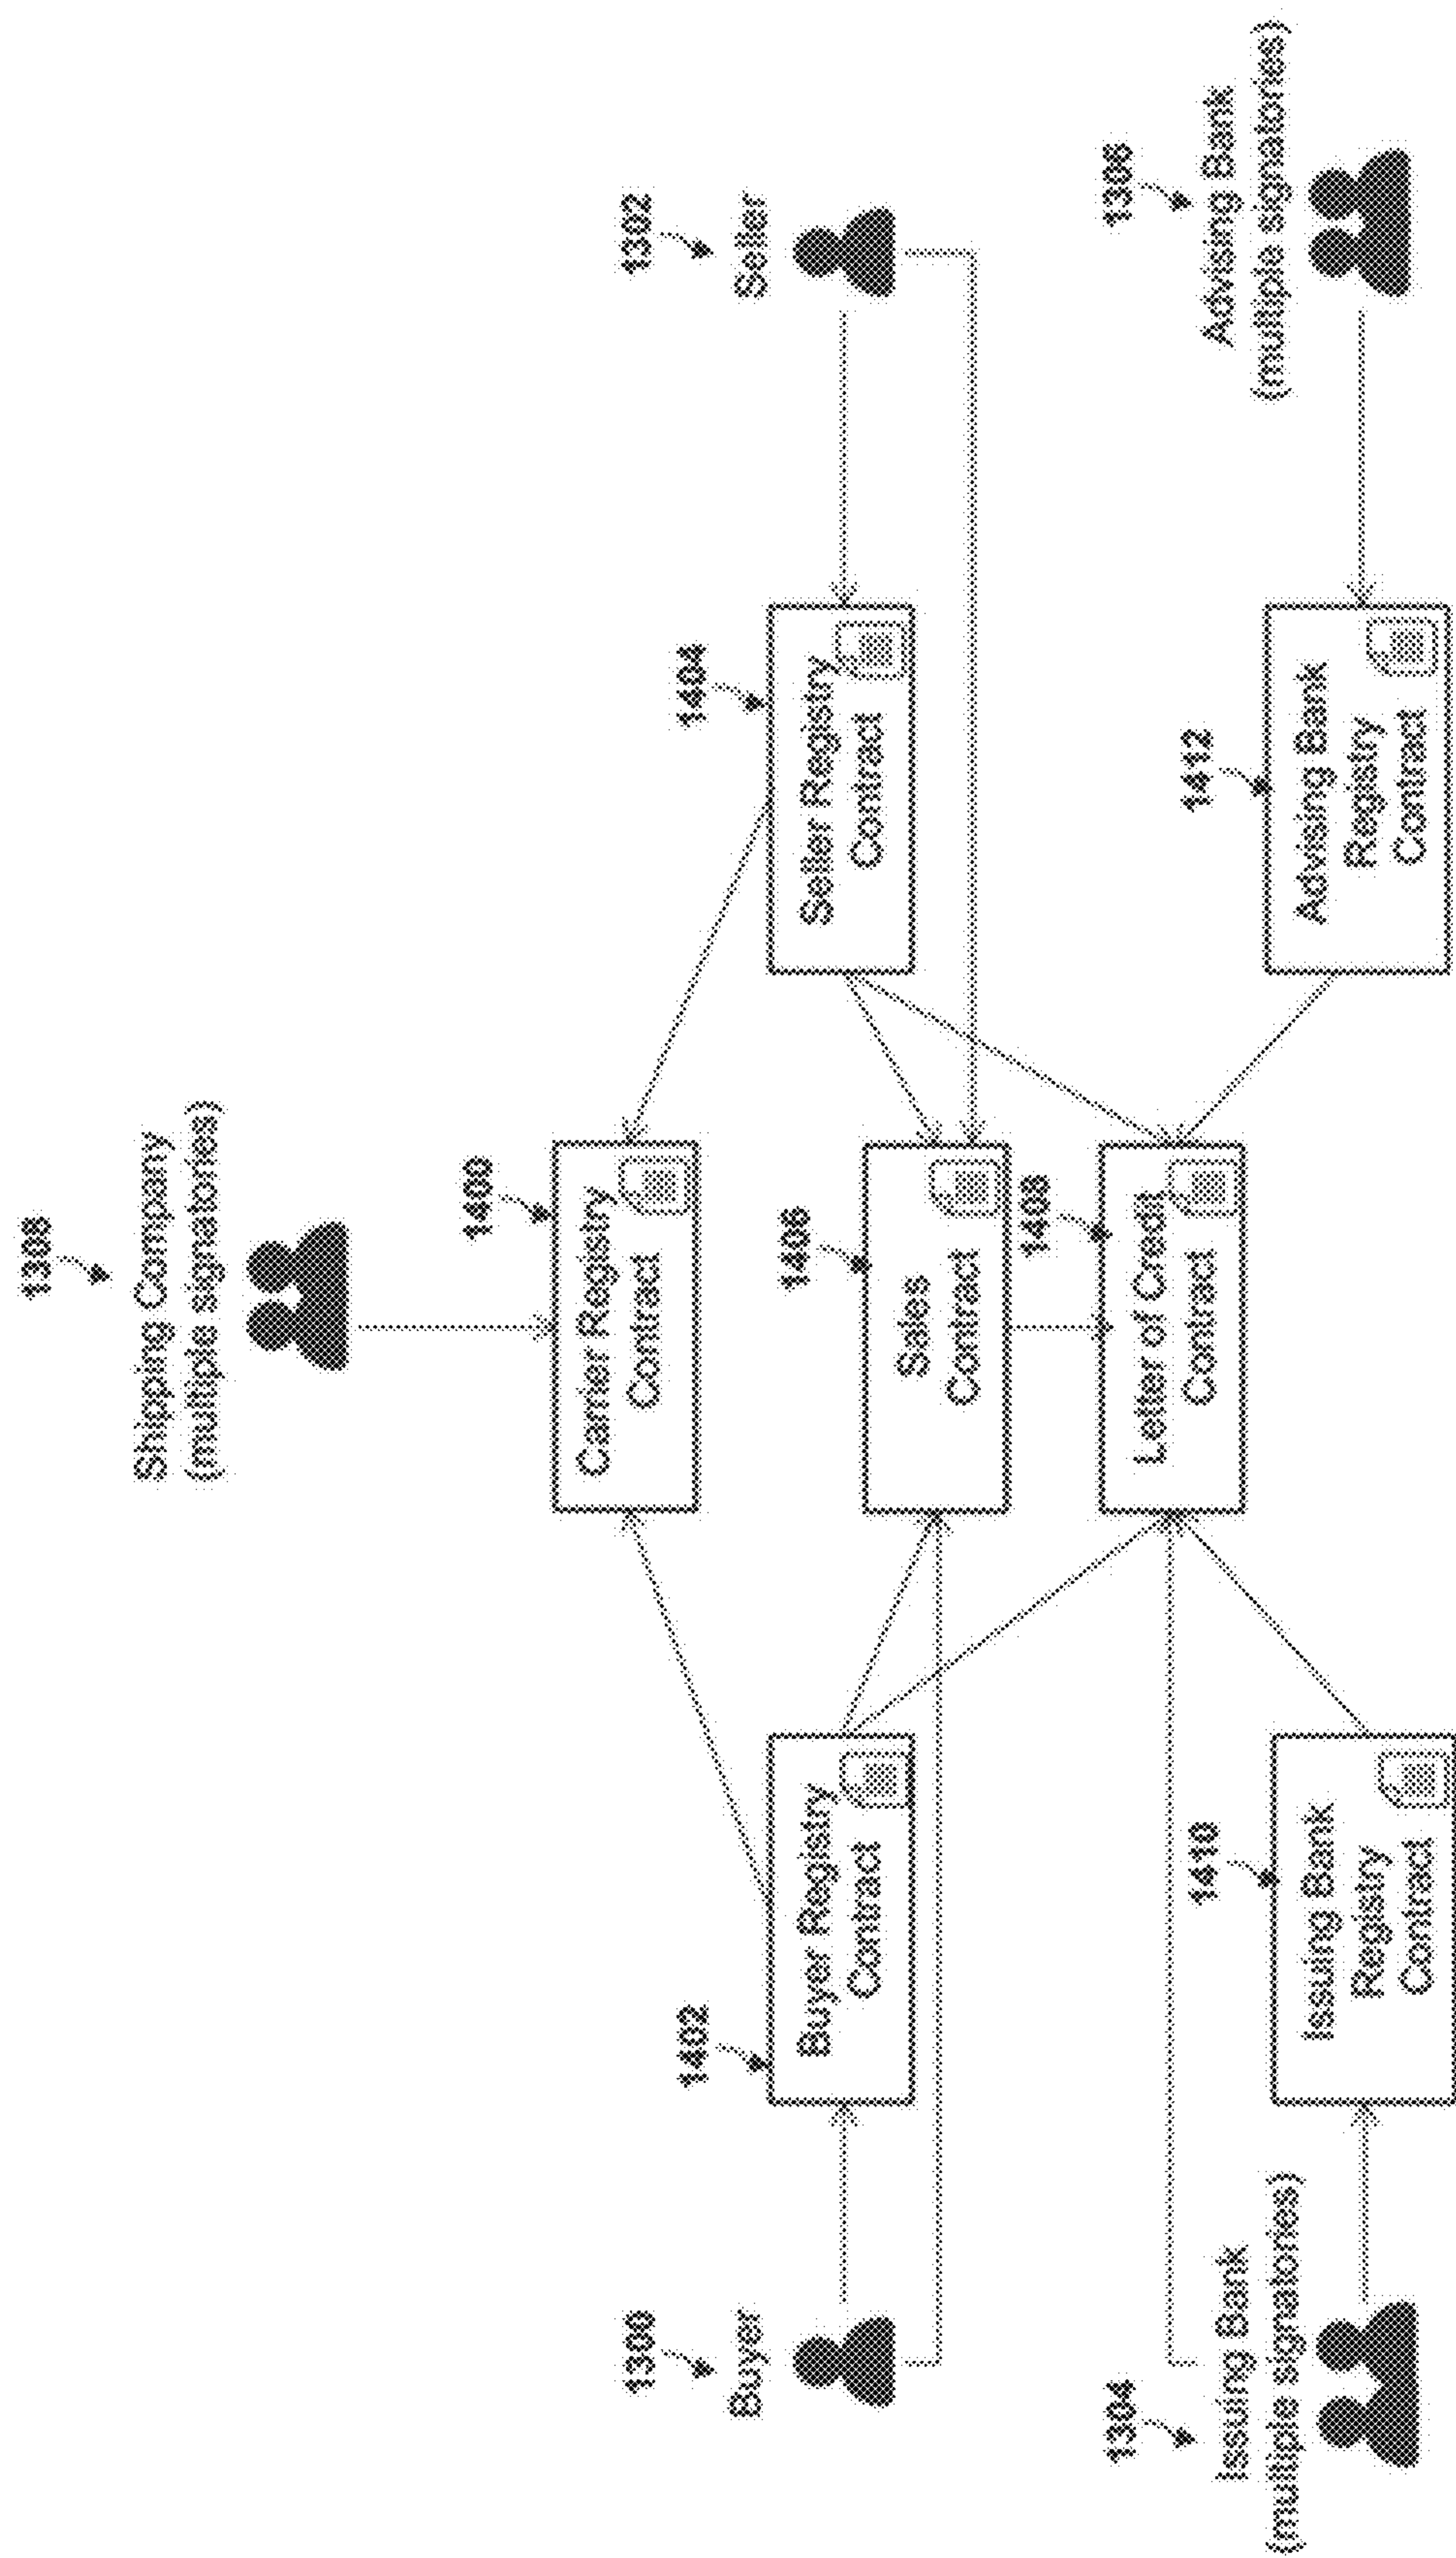 1308
Shipping Company
(multiple signatories)
1400
Carrier Registry
Contract
1300
Buyer
1402
Buyer Registry
Contract
1406
Sales
Contract
1404
Seller Registry
Contract
1302
Seller
1408
Letter of Credit
Contract
1304
Issuing Bank
(multiple signatories)
1410
Issuing Bank
Registry
Contract
1412
Advising Bank
Registry
Contract
1306
Advising Bank
(multiple signatories)